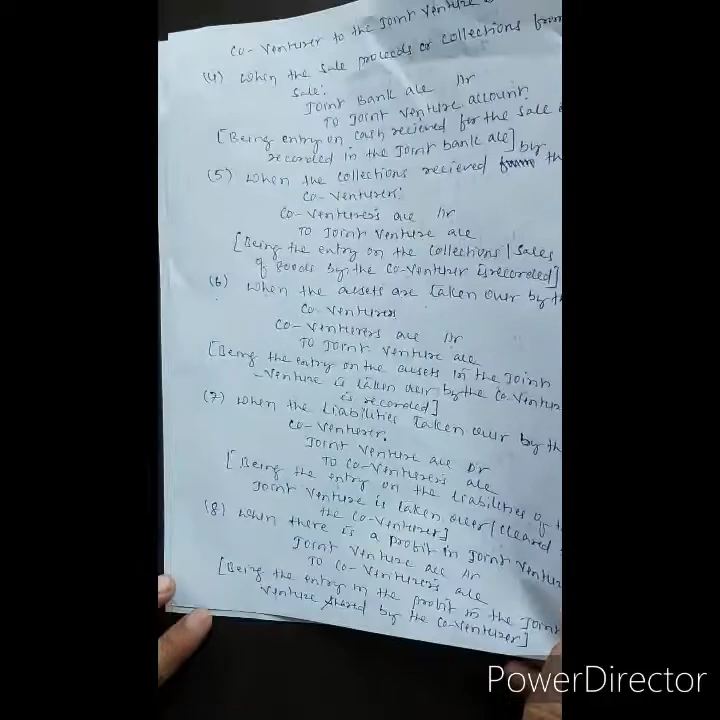 Co-Venturer to the Joint Venture
(4) When the sale proceeds or collections from
sale:
Joint Bank a/c Dr
To Joint Venture account.
[Being entry on cash recieved for the sale
recorded in the Joint bank a/c]
(5) When the collections recieved from the by
Co-Venturer:
Co-Venturer's a/c Dr
To Joint Venture a/c
[Being the entry on the collections | sales
of goods by the Co-Venturer is recorded]
(6) When the assets are taken over by th
Co-Venturers
Co-Venturers a/c Dr
To Joint Venture a/c
[Being the entry on the assets in the Joint
-Venture is taken over by the Co-Ventur
is recorded]
(7) When the Liabilities taken over by th
Co-Venturer.
Joint Venture a/c Dr
To Co-Venturer's a/c
[Being the entry on the Liabilities of t
Joint Venture is taken over/cleared
the Co-Venturer]
(8) When there is a profit in Joint Ventur
Joint Venture a/c Dr
To Co-Venturer's a/c
[Being the entry in the profit in the Joint
Venture shared by the Co-Venturer]
PowerDirector